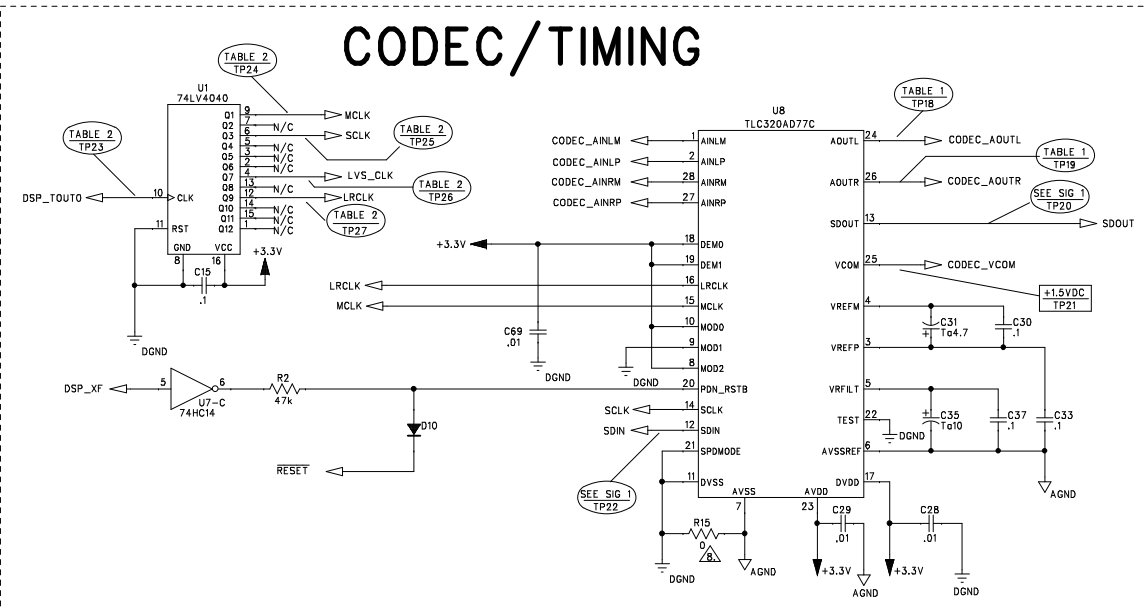 CODEC/TIMING
TABLE 2
TP24
U1
74LV4040
TABLE 2
TP23
DSP_TOUT0
10
CLK
11
RST
GND
VCC
8
16
Q1
9
MCLK
Q2
7
N/C
Q3
6
SCLK
Q4
5
N/C
Q5
3
N/C
Q6
2
N/C
Q7
4
LVS_CLK
Q8
13
N/C
Q9
12
LRCLK
Q10
14
N/C
Q11
15
N/C
Q12
1
N/C
TABLE 2
TP25
TABLE 2
TP26
TABLE 2
TP27
+3.3V
C15
.1
DGND
DSP_XF
5
6
U7-C
74HC14
R2
47k
D10
RESET
U8
TLC320AD77C
CODEC_AINLM
1
AINLM
CODEC_AINLP
2
AINLP
CODEC_AINRM
28
AINRM
CODEC_AINRP
27
AINRP
+3.3V
18
DEM0
19
DEM1
LRCLK
16
LRCLK
MCLK
15
MCLK
10
MOD0
9
MOD1
8
MOD2
C69
.01
DGND
DGND
20
PDN_RSTB
SCLK
14
SCLK
SDIN
12
SDIN
21
SPDMODE
11
DVSS
SEE SIG 1
TP22
AVSS
7
AVDD
23
R15
0
8.
DGND
AGND
AOUTL
24
CODEC_AOUTL
TABLE 1
TP18
AOUTR
26
CODEC_AOUTR
TABLE 1
TP19
SDOUT
13
SDOUT
SEE SIG 1
TP20
VCOM
25
CODEC_VCOM
+1.5VDC
TP21
VREFM
4
VREFP
3
C31
+
Ta4.7
C30
.1
VRFILT
5
TEST
22
DGND
AVSSREF
6
DVDD
17
C35
+
Ta10
C37
.1
C33
.1
AGND
C29
.01
+3.3V
AGND
C28
.01
+3.3V
DGND